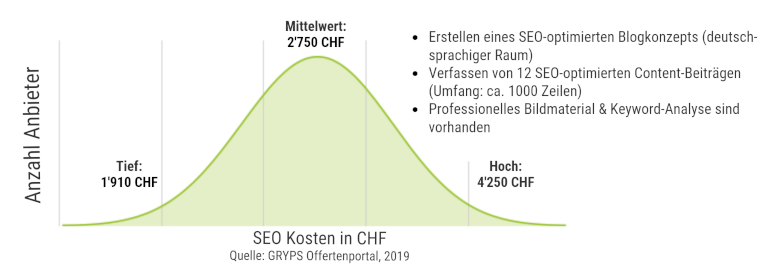 Mittelwert:
2'750 CHF
Anzahl Anbieter
Tief:
1'910 CHF
Hoch:
4'250 CHF
SEO Kosten in CHF
Quelle: GRYPS Offertenportal, 2019
• Erstellen eines SEO-optimierten Blogkonzepts (deutsch-
sprachiger Raum)
• Verfassen von 12 SEO-optimierten Content-Beiträgen
(Umfang: ca. 1000 Zeilen)
• Professionelles Bildmaterial & Keyword-Analyse sind
vorhanden